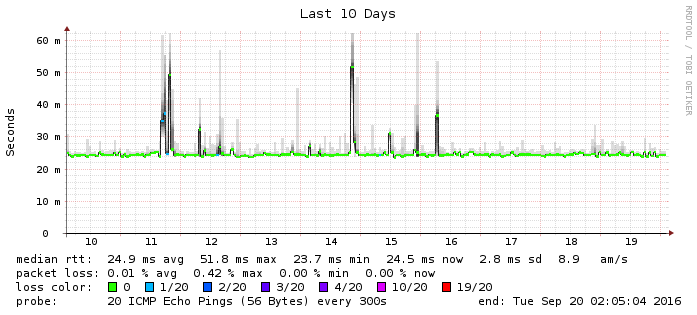 Last 10 Days
RRDTOOL / TOBI OETIKER
Seconds
60 m
50 m
40 m
30 m
20 m
10 m
0
10 11 12 13 14 15 16 17 18 19
median rtt: 24.9 ms avg 51.8 ms max 23.7 ms min 24.5 ms now 2.8 ms sd 8.9 am/s
packet loss: 0.01 % avg 0.42 % max 0.00 % min 0.00 % now
loss color: 0 1/20 2/20 3/20 4/20 10/20 19/20
probe: 20 ICMP Echo Pings (56 Bytes) every 300s end: Tue Sep 20 02:05:04 2016